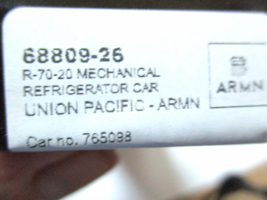 68809-26
R-70-20 MECHANICAL
REFRIGERATOR CAR
UNION PACIFIC - ARMN
Car no. 765098
ARMN